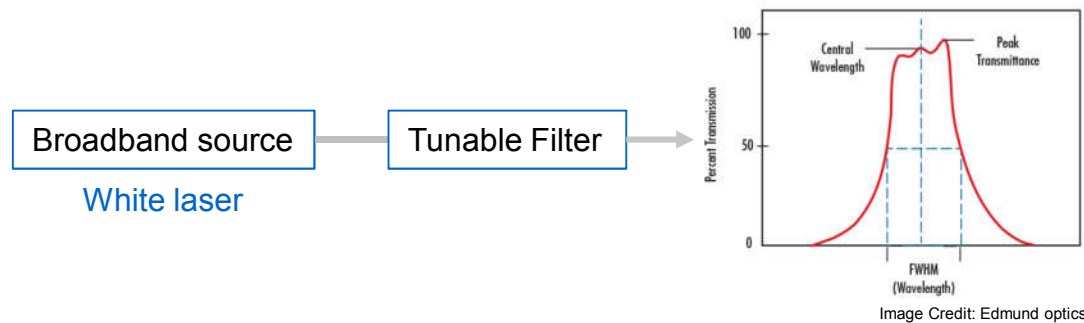 Broadband source
White laser
Tunable Filter
100
50
0
Percent Transmission
Central
Wavelength
Peak
Transmittance
FWHM
(Wavelength)
Image Credit: Edmund optics